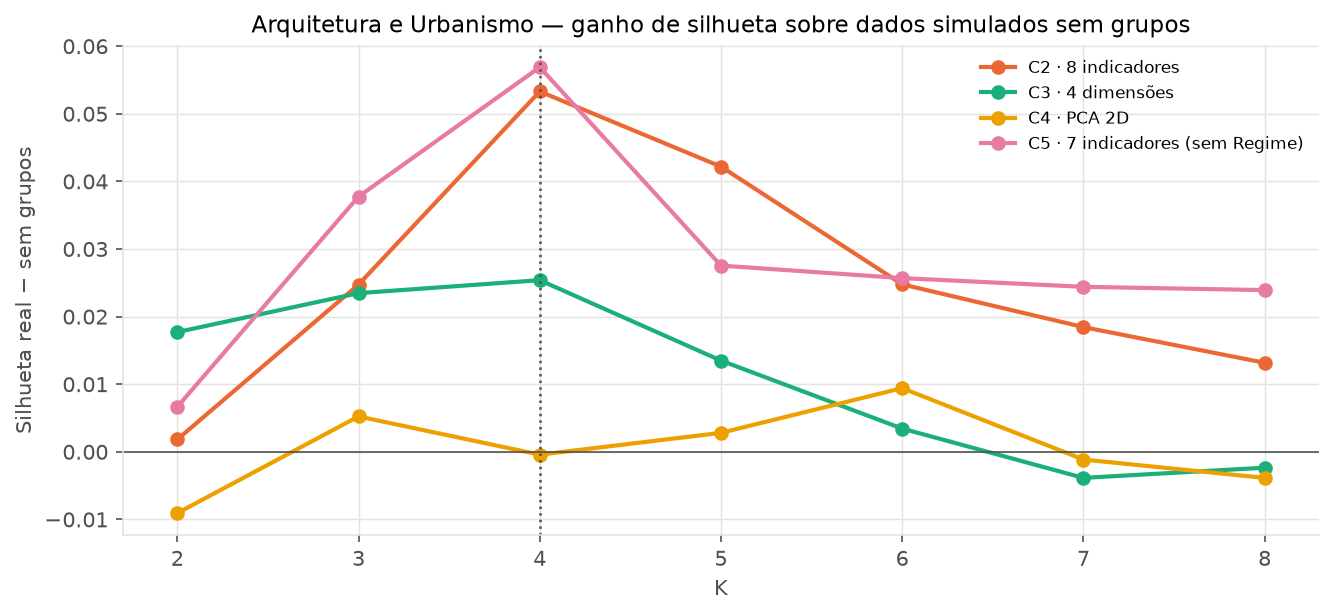 Arquitetura e Urbanismo — ganho de silhueta sobre dados simulados sem grupos
Silhueta real — sem grupos
0.06
0.05
0.04
0.03
0.02
0.01
0.00
−0.01
C2 · 8 indicadores
C3 · 4 dimensões
C4 · PCA 2D
C5 · 7 indicadores (sem Regime)
2 3 4 5 6 7 8
K